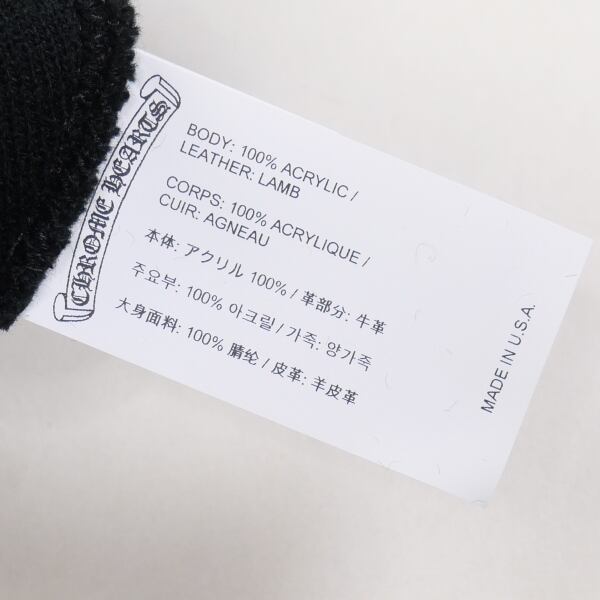 CHROME HEARTS
BODY: 100% ACRYLIC /
LEATHER: LAMB
CORPS: 100% ACRYLIQUE /
CUIR: AGNEAU
本体: アクリル 100% / 革部分: 牛革
주요부: 100% 아크릴 / 가죽: 양가죽
大身面料: 100% 腈纶 / 皮革: 羊皮革
MADE IN U.S.A.